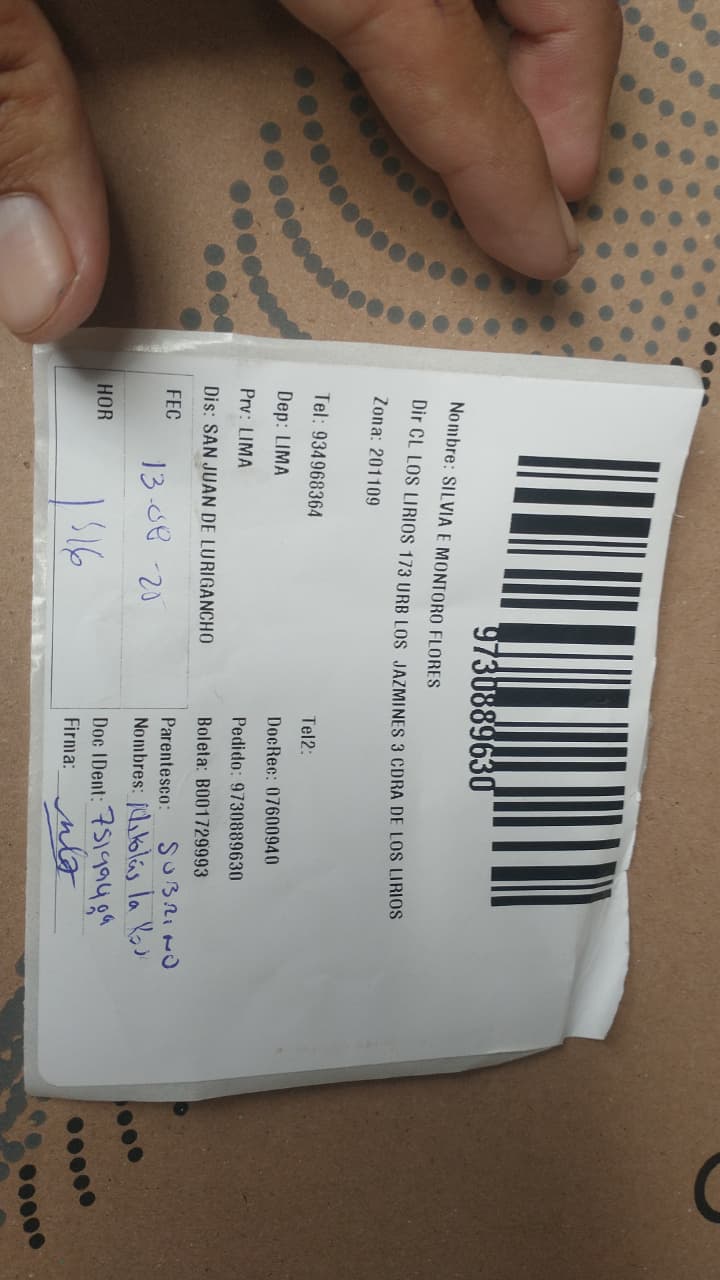 9730889630
Nombre: SILVIA E MONTORO FLORES
Dir CL LOS LIRIOS 173 URB LOS JAZMINES 3 CDRA DE LOS LIRIOS
Zona: 201109
Tel: 934968364 Tel2:
Dep: LIMA DocRec: 07600940
Prv: LIMA Pedido: 9730889630
Dis: SAN JUAN DE LURIGANCHO Boleta: B001729993
FEC 13-08-20 Parentesco: SOBRINO
Nombres: Nikolás la
HOR Doc IDent:
Firma: